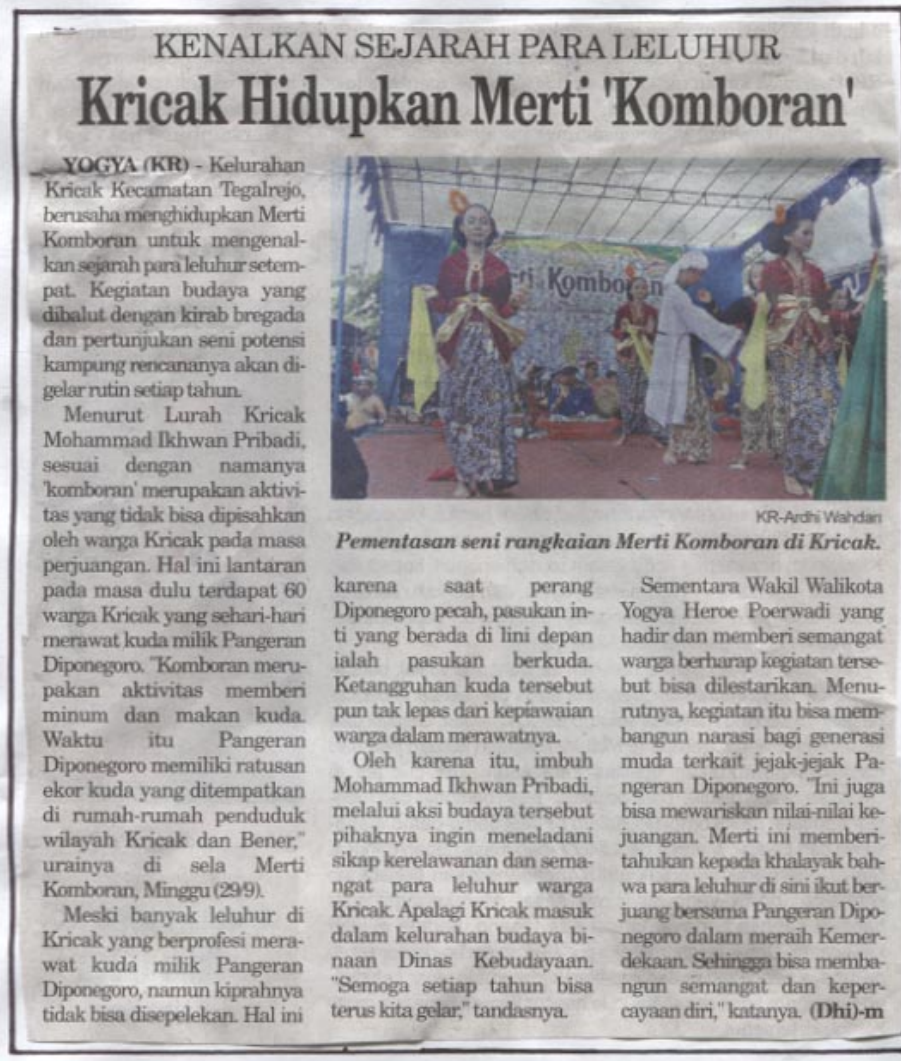 KENALKAN SEJARAH PARA LELUHUR
Kricak Hidupkan Merti 'Komboran'
YOGYA (KR) - Kelurahan
Kricak Kecamatan Tegalrejo,
berusaha menghidupkan Merti
Komboran untuk mengenal-
kan sejarah para leluhur setem-
pat. Kegiatan budaya yang
dibalut dengan kirab bregada
dan pertunjukan seni potensi
kampung rencananya akan di-
gelar rutin setiap tahun.
Menurut Lurah Kricak
Mohammad Ikhwan Pribadi,
sesuai dengan namanya
'komboran' merupakan aktivi-
tas yang tidak bisa dipisahkan
oleh warga Kricak pada masa
perjuangan. Hal ini lantaran
pada masa dulu terdapat 60
warga Kricak yang sehari-hari
merawat kuda milik Pangeran
Diponegoro. "Komboran meru-
pakan aktivitas memberi
minum dan makan kuda.
Waktu itu Pangeran
Diponegoro memiliki ratusan
ekor kuda yang ditempatkan
di rumah-rumah penduduk
wilayah Kricak dan Bener,"
urainya di sela Merti
Komboran, Minggu (29/9).
Meski banyak leluhur di
Kricak yang berprofesi mera-
wat kuda milik Pangeran
Diponegoro, namun kiprahnya
tidak bisa disepelekan. Hal ini
rti Komboran
KR-Ardhi Wahdan
Pementasan seni rangkaian Merti Komboran di Kricak.
karena saat perang
Diponegoro pecah, pasukan in-
ti yang berada di lini depan
ialah pasukan berkuda.
Ketangguhan kuda tersebut
pun tak lepas dari kepiawaian
warga dalam merawatnya.
Oleh karena itu, imbuh
Mohammad Ikhwan Pribadi,
melalui aksi budaya tersebut
pihaknya ingin meneladani
sikap kerelawanan dan sema-
ngat para leluhur warga
Kricak. Apalagi Kricak masuk
dalam kelurahan budaya bi-
naan Dinas Kebudayaan.
"Semoga setiap tahun bisa
terus kita gelar," tandasnya.
Sementara Wakil Walikota
Yogya Heroe Poerwadi yang
hadir dan memberi semangat
warga berharap kegiatan terse-
but bisa dilestarikan. Menu-
rutnya, kegiatan itu bisa mem-
bangun narasi bagi generasi
muda terkait jejak-jejak Pa-
ngeran Diponegoro. "Ini juga
bisa mewariskan nilai-nilai ke-
juangan. Merti ini memberi-
tahukan kepada khalayak bah-
wa para leluhur di sini ikut ber-
juang bersama Pangeran Dipo-
negoro dalam meraih Kemer-
dekaan. Sehingga bisa memba-
ngun semangat dan keper-
cayaan diri," katanya. (Dhi)-m